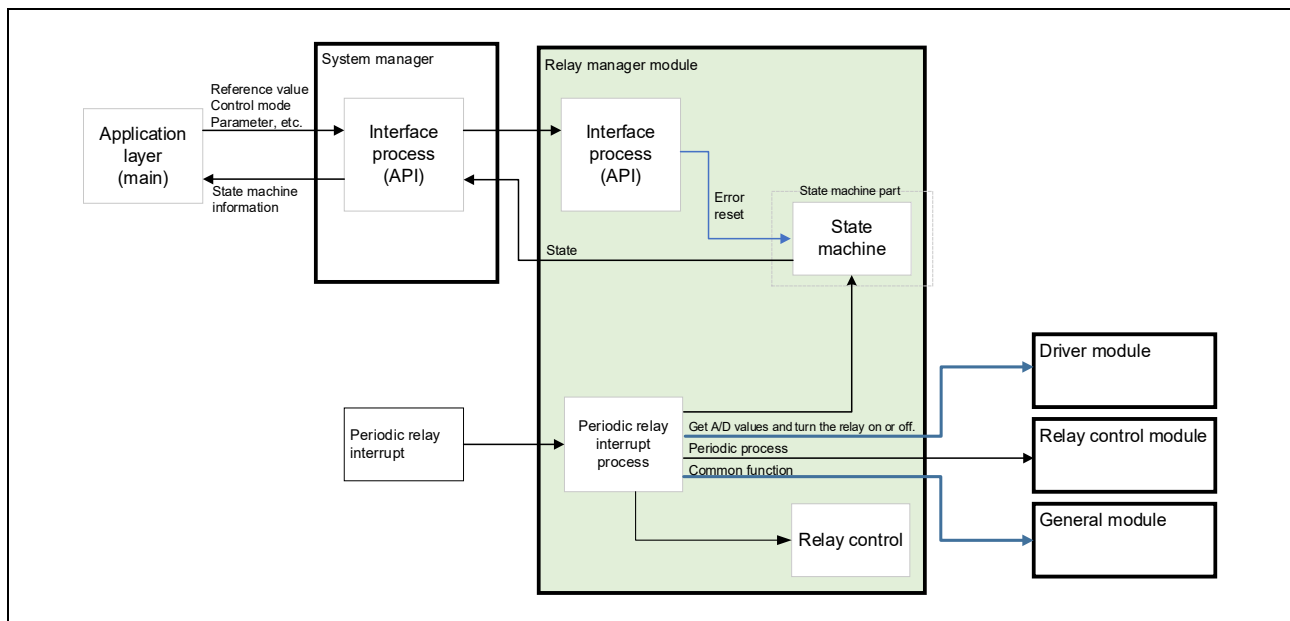 System manager
Relay manager module
Reference value
Control mode
Parameter, etc.
Application
layer
(main)
Interface
process
(API)
Interface
process
(API)
State machine
information
Error
reset
State machine part
State
machine
State
Driver module
Periodic relay
interrupt
Periodic relay
interrupt
process
Get A/D values and turn the relay on or off.
Periodic process
Common function
Relay control module
General module
Relay control